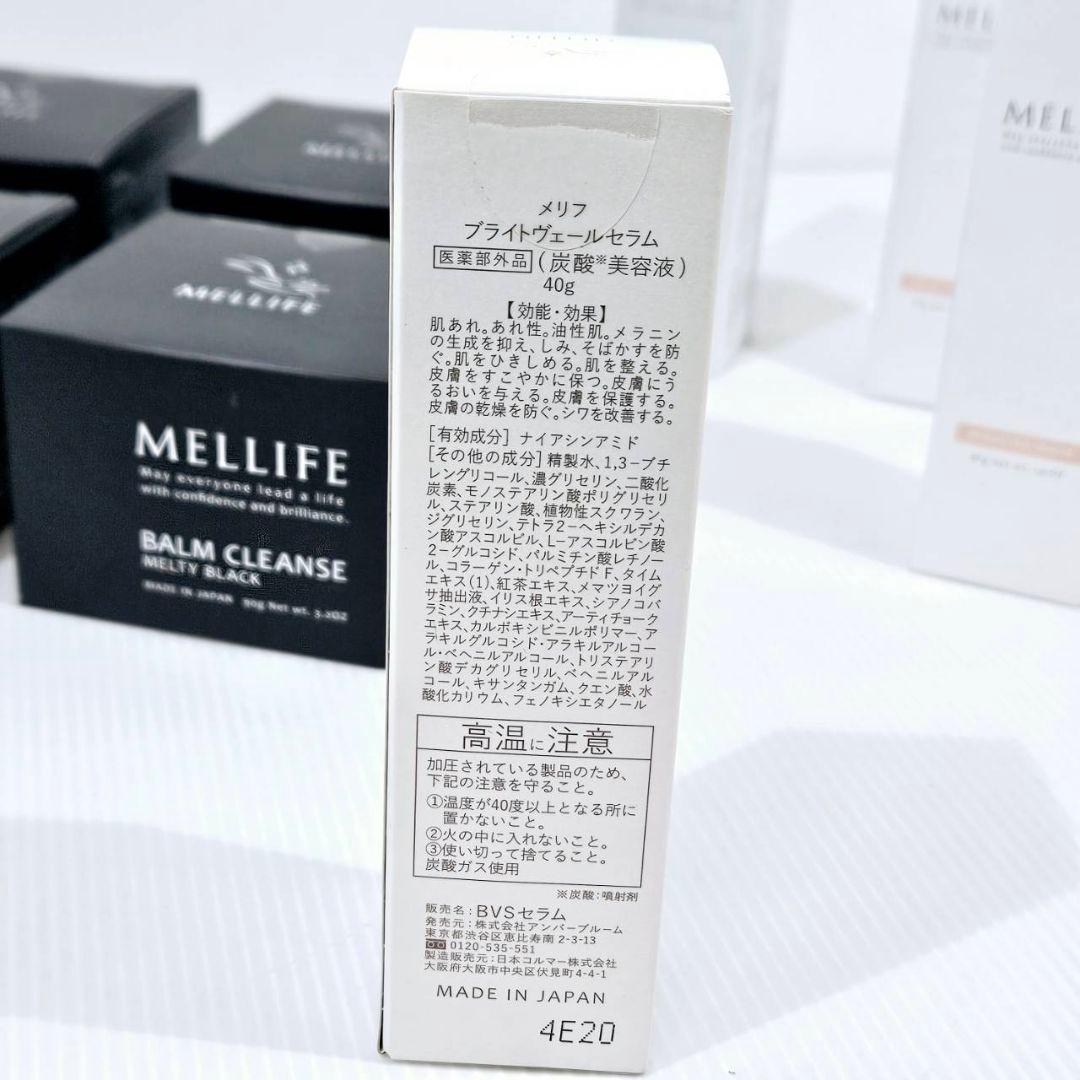 メリフ
ブライトヴェールセラム
医薬部外品(炭酸※美容液)
40g
【効能・効果】
肌あれ。あれ性。油性肌。メラニン
の生成を抑え、しみ、そばかすを防
ぐ。肌をひきしめる。肌を整える。
皮膚をすこやかに保つ。皮膚にう
るおいを与える。皮膚を保護する。
皮膚の乾燥を防ぐ。シワを改善する。
[有効成分] ナイアシンアミド
[その他の成分] 精製水、1,3-ブチ
レングリコール、濃グリセリン、二酸化
炭素、モノステアリン酸ポリグリセリ
ル、ステアリン酸、植物性スクワラン、
ジグリセリン、テトラ2-ヘキシルデカ
ン酸アスコルビル、L-アスコルビン酸
2-グルコシド、パルミチン酸レチノー
ル、コラーゲン・トリペプチド F、タイム
エキス(1)、紅茶エキス、メマツヨイグ
サ抽出液、イリス根エキス、シアノコバ
ラミン、クチナシエキス、アーティチョーク
エキス、カルボキシビニルポリマー、ア
ラキルグルコシド・アラキルアルコー
ル・ベヘニルアルコール、トリステアリ
ン酸デカグリセリル、ベヘニルアル
コール、キサンタンガム、クエン酸、水
酸化カリウム、フェノキシエタノール
高温に注意
加圧されている製品のため、
下記の注意を守ること。
①温度が40度以上となる所に
置かないこと。
②火の中に入れないこと。
③使い切って捨てること。
炭酸ガス使用
※炭酸:噴射剤
販売名:BVSセラム
発売元:株式会社アンバーブルーム
東京都渋谷区恵比寿南 2-3-13
0120-535-551
製造販売元:日本コルマー株式会社
大阪府大阪市中央区伏見町4-4-1
MADE IN JAPAN
4E20
MELLIFE
MELLIFE
May everyone lead a life
with confidence and brilliance.
BALM CLEANSE
MELTY BLACK
MADE IN JAPAN 90g Net wt. 3.2OZ
MELL
MEL